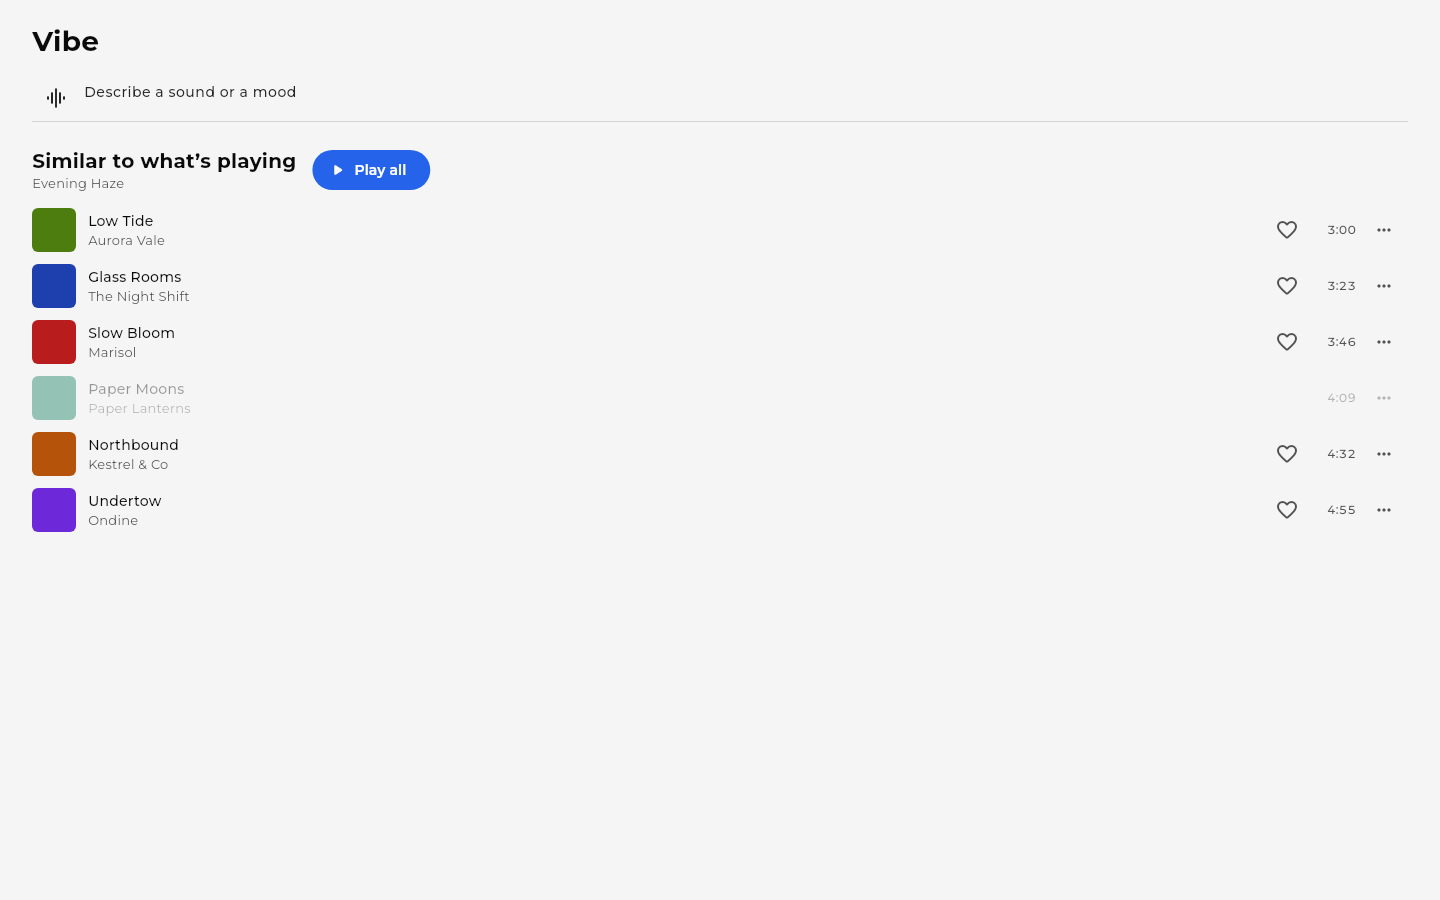 Vibe
Describe a sound or a mood
Similar to what’s playing
Evening Haze
Play all
Low Tide
Aurora Vale
3:00
Glass Rooms
The Night Shift
3:23
Slow Bloom
Marisol
3:46
Paper Moons
Paper Lanterns
4:09
Northbound
Kestrel & Co
4:32
Undertow
Ondine
4:55